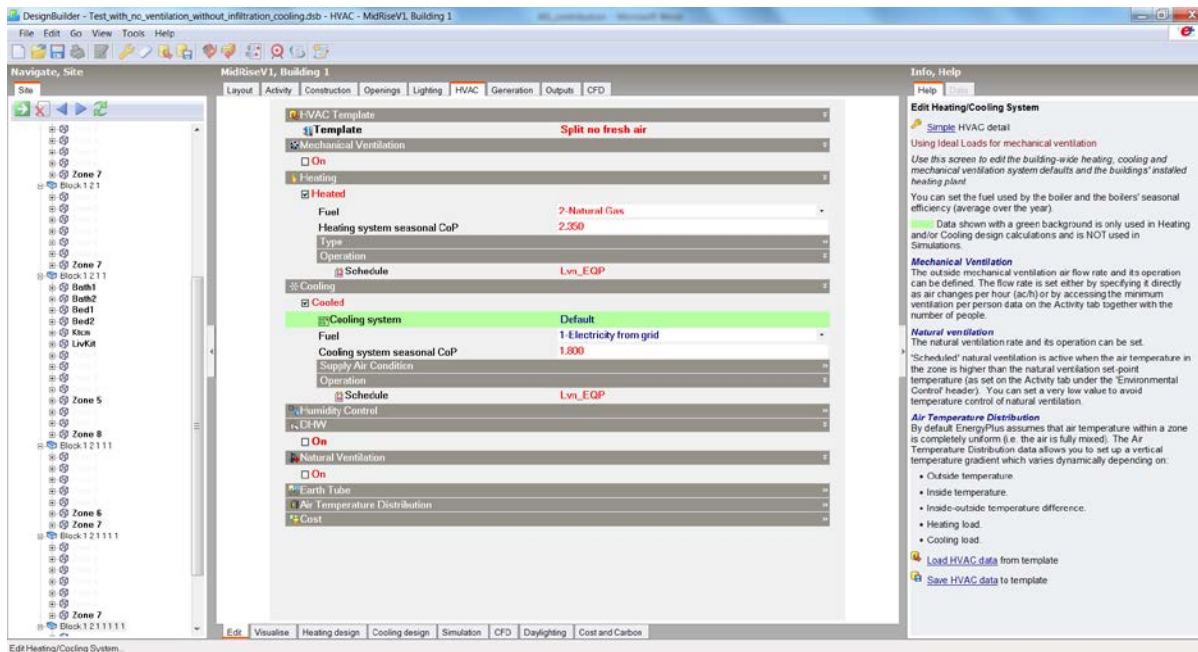 DesignBuilder - Test_with_no_ventilation_without_infiltration_cooling.dsb - HVAC - MidRiseV1, Building 1
File Edit Go View Tools Help
Navigate, Site
Site
Zone 7
Block 1 2 1
Zone 7
Block 1 2 1 1
Bath1
Bath2
Bed1
Bed2
Ktcn
LivKit
Zone 5
Zone 8
Block 1 2 1 1 1
Zone 6
Zone 7
Block 1 2 1 1 1 1
Zone 7
Block 1 2 1 1 1 1 1
MidRiseV1, Building 1
Layout Activity Construction Openings Lighting HVAC Generation Outputs CFD
HVAC Template
Template Split no fresh air
Mechanical Ventilation
On
Heating
Heated
Fuel 2-Natural Gas
Heating system seasonal CoP 2.350
Type
Operation
Schedule Lvn_EQP
Cooling
Cooled
Cooling system Default
Fuel 1-Electricity from grid
Cooling system seasonal CoP 1.800
Supply Air Condition
Operation
Schedule Lvn_EQP
Humidity Control
DHW
On
Natural Ventilation
On
Earth Tube
Air Temperature Distribution
Cost
Edit Visualise Heating design Cooling design Simulation CFD Daylighting Cost and Carbon
Info, Help
Help Data
Edit Heating/Cooling System
Simple HVAC detail
Using Ideal Loads for mechanical ventilation
Use this screen to edit the building-wide heating, cooling and
mechanical ventilation system defaults and the buildings' installed
heating plant
You can set the fuel used by the boiler and the boilers' seasonal
efficiency (average over the year).
Data shown with a green background is only used in Heating
and/or Cooling design calculations and is NOT used in
Simulations.
Mechanical Ventilation
The outside mechanical ventilation air flow rate and its operation
can be defined. The flow rate is set either by specifying it directly
as air changes per hour (ac/h) or by accessing the minimum
ventilation per person data on the Activity tab together with the
number of people.
Natural ventilation
The natural ventilation rate and its operation can be set.
'Scheduled' natural ventilation is active when the air temperature in
the zone is higher than the natural ventilation set-point
temperature (as set on the Activity tab under the 'Environmental
Control' header). You can set a very low value to avoid
temperature control of natural ventilation.
Air Temperature Distribution
By default EnergyPlus assumes that air temperature within a zone
is completely uniform (i.e. the air is fully mixed). The Air
Temperature Distribution data allows you to set up a vertical
temperature gradient which varies dynamically depending on:
• Outside temperature.
• Inside temperature.
• Inside-outside temperature difference.
• Heating load.
• Cooling load.
Load HVAC data from template
Save HVAC data to template
Edit Heating/Cooling System...